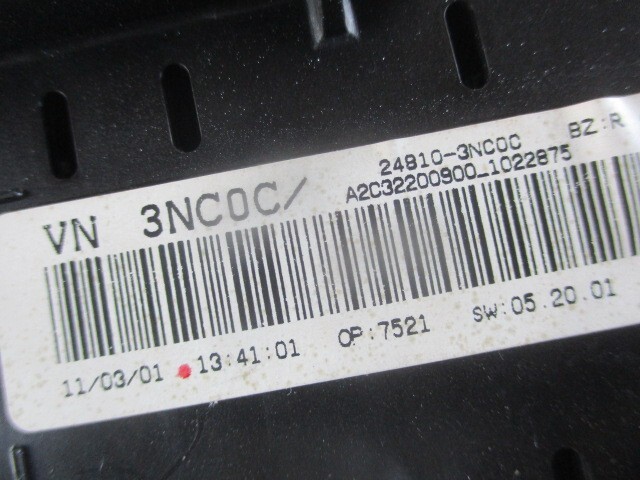 24810-3NC0C BZ:R
VN 3NC0C/ A2C32200900_1022875
11/03/01 13:41:01 OP:7521 SW:05.20.01